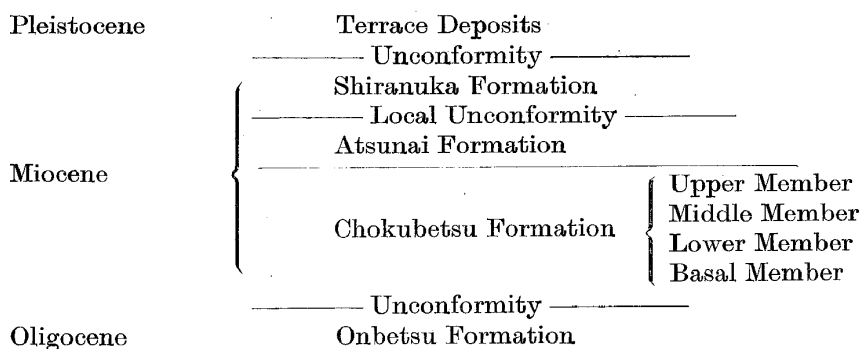 Pleistocene Terrace Deposits
Unconformity
Shiranuka Formation
Local Unconformity
Atsunai Formation
Miocene
Upper Member
Middle Member
Chokubetsu Formation
Lower Member
Basal Member
Unconformity
Oligocene Onbetsu Formation